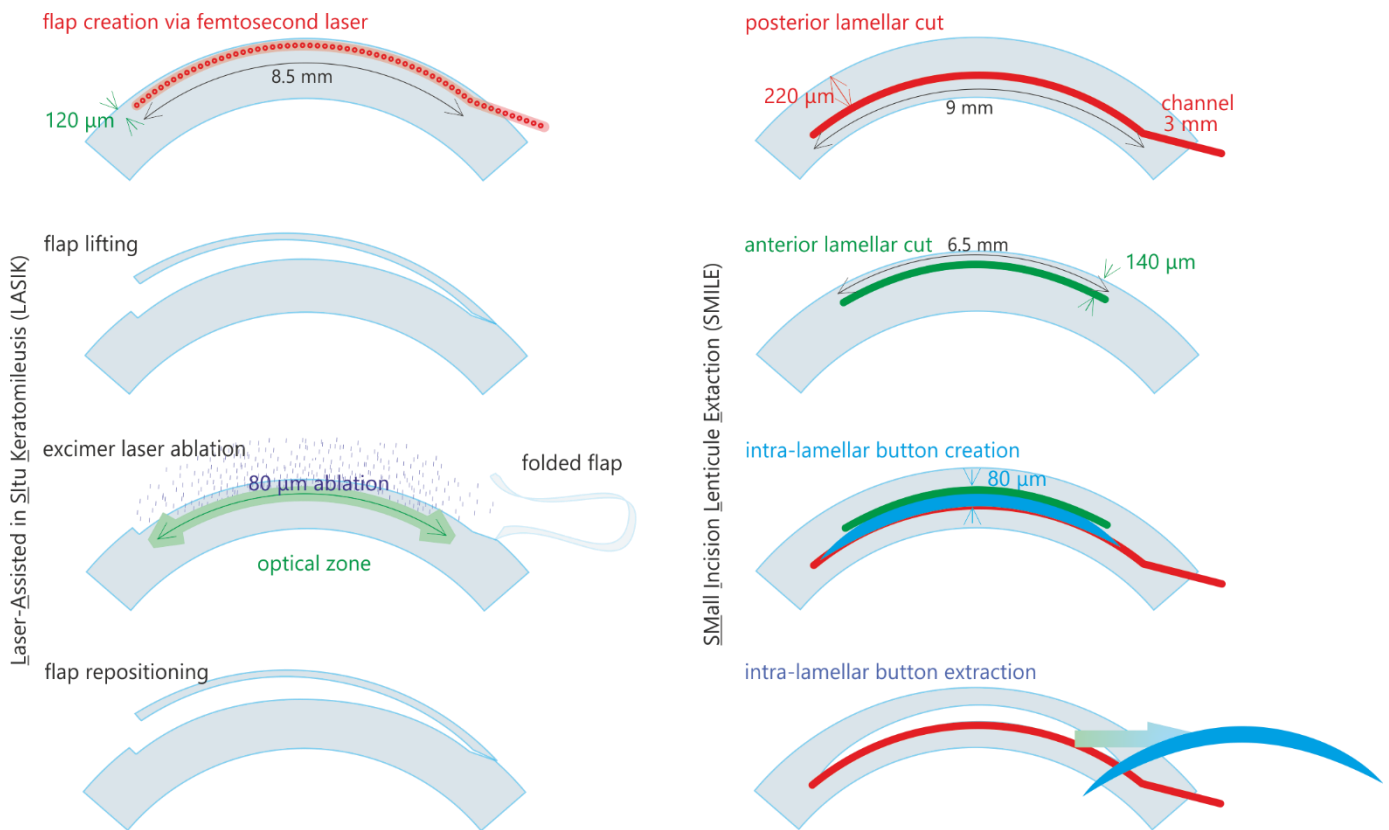 Laser-Assisted in SItu Keratomileusis (LASIK)
flap creation via femtosecond laser
8.5 mm
120 µm
flap lifting
excimer laser ablation
80 µm ablation
folded flap
optical zone
flap repositioning
SMall Incision Lenticule Extaction (SMILE)
posterior lamellar cut
220 µm
9 mm
channel
3 mm
anterior lamellar cut
6.5 mm
140 µm
intra-lamellar button creation
80 µm
intra-lamellar button extraction